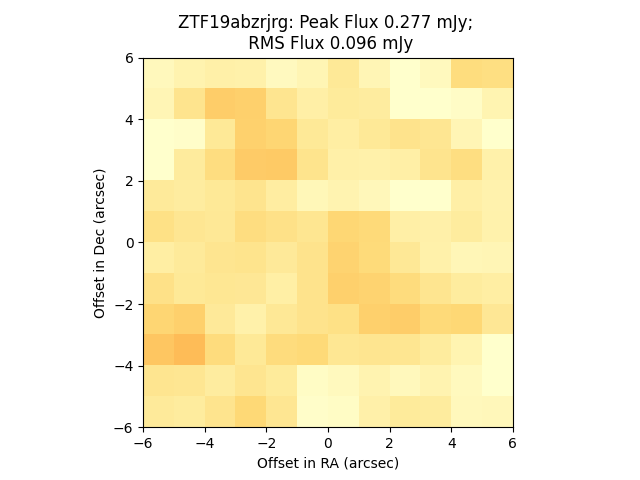 ZTF19abzrjrg: Peak Flux 0.277 mJy;
RMS Flux 0.096 mJy
6
4
2
0
−2
−4
−6
Offset in Dec (arcsec)
−6 −4 −2 0 2 4 6
Offset in RA (arcsec)